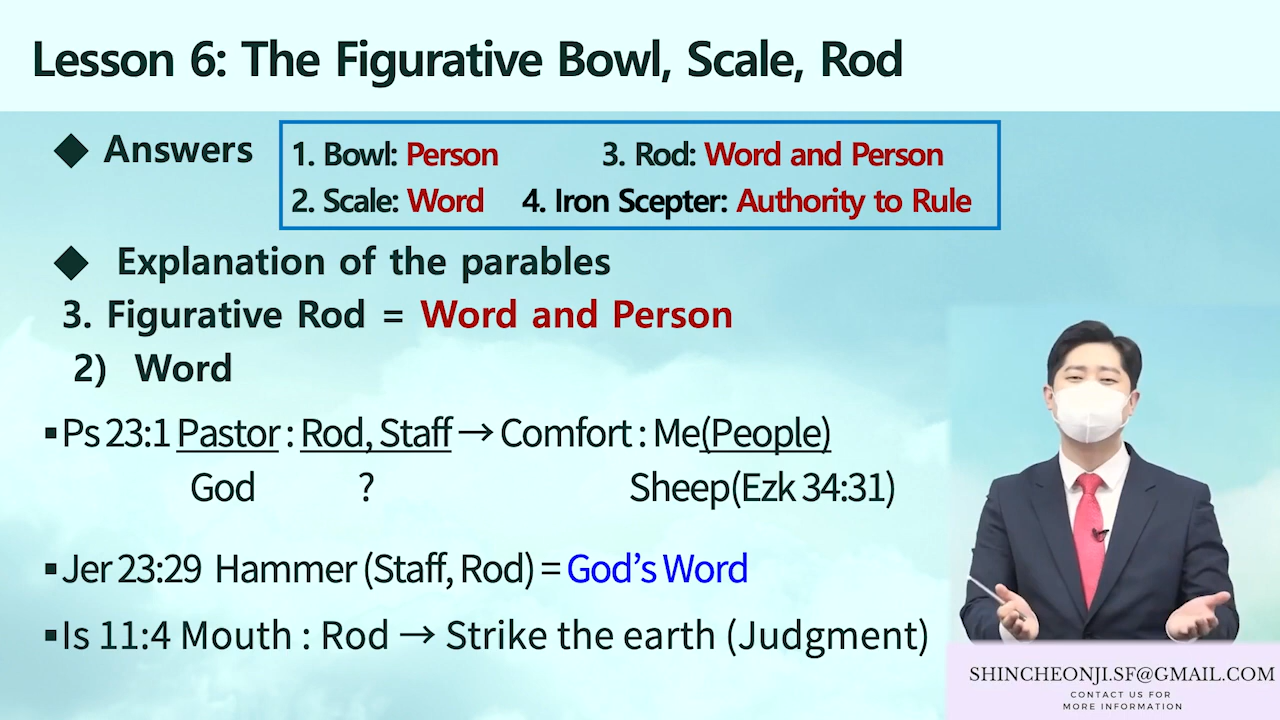 Lesson 6: The Figurative Bowl, Scale, Rod
◆ Answers
1. Bowl: Person 3. Rod: Word and Person
2. Scale: Word 4. Iron Scepter: Authority to Rule
◆ Explanation of the parables
3. Figurative Rod = Word and Person
2) Word
▪Ps 23:1 Pastor : Rod, Staff → Comfort : Me(People)
God ? Sheep(Ezk 34:31)
▪Jer 23:29 Hammer (Staff, Rod) = God's Word
▪Is 11:4 Mouth : Rod → Strike the earth (Judgment)
SHINCHEONJI.SF@GMAIL.COM
CONTACT US FOR
MORE INFORMATION